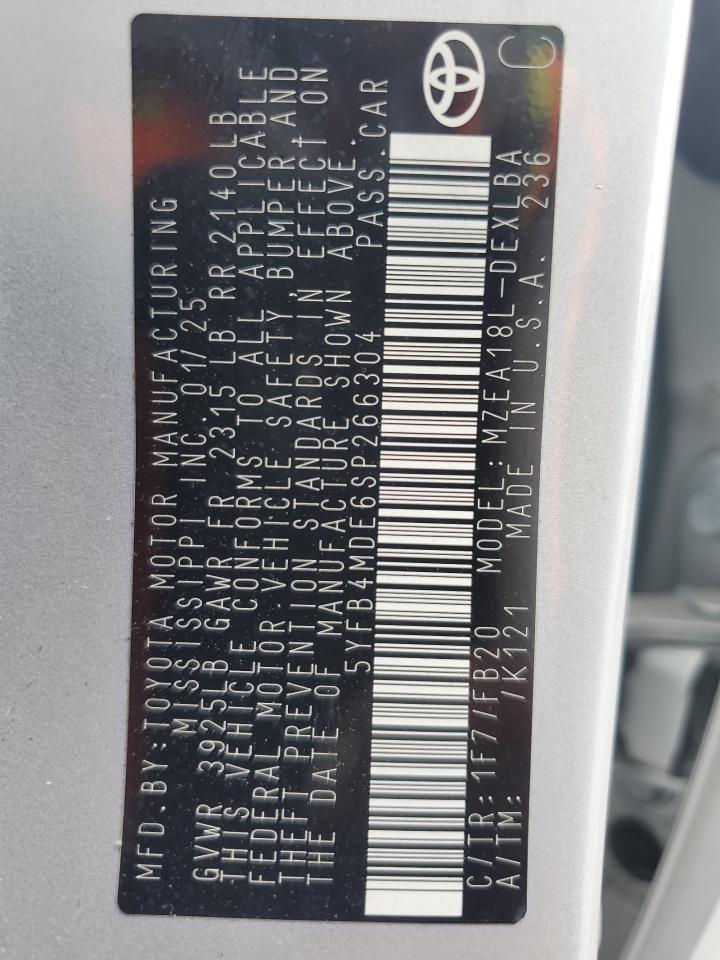 MFD.BY:TOYOTA MOTOR MANUFACTURING
MISSISSIPPI INC 01/25
GVWR 3925LB GAWR FR 2315 LB RR 2140 LB
THIS VEHICLE CONFORMS TO ALL APPLICABLE
FEDERAL MOTOR VEHICLE SAFETY, BUMPER AND
THEFT PREVENTION STANDARDS IN EFFECT ON
THE DATE OF MANUFACTURE SHOWN ABOVE.
5YFB4MDE6SP266304 PASS.CAR
C/TR: 1F7/FB20 MODEL: MZEA18L-DEXLBA
A/TM: /K121 MADE IN U.S.A. 236
C